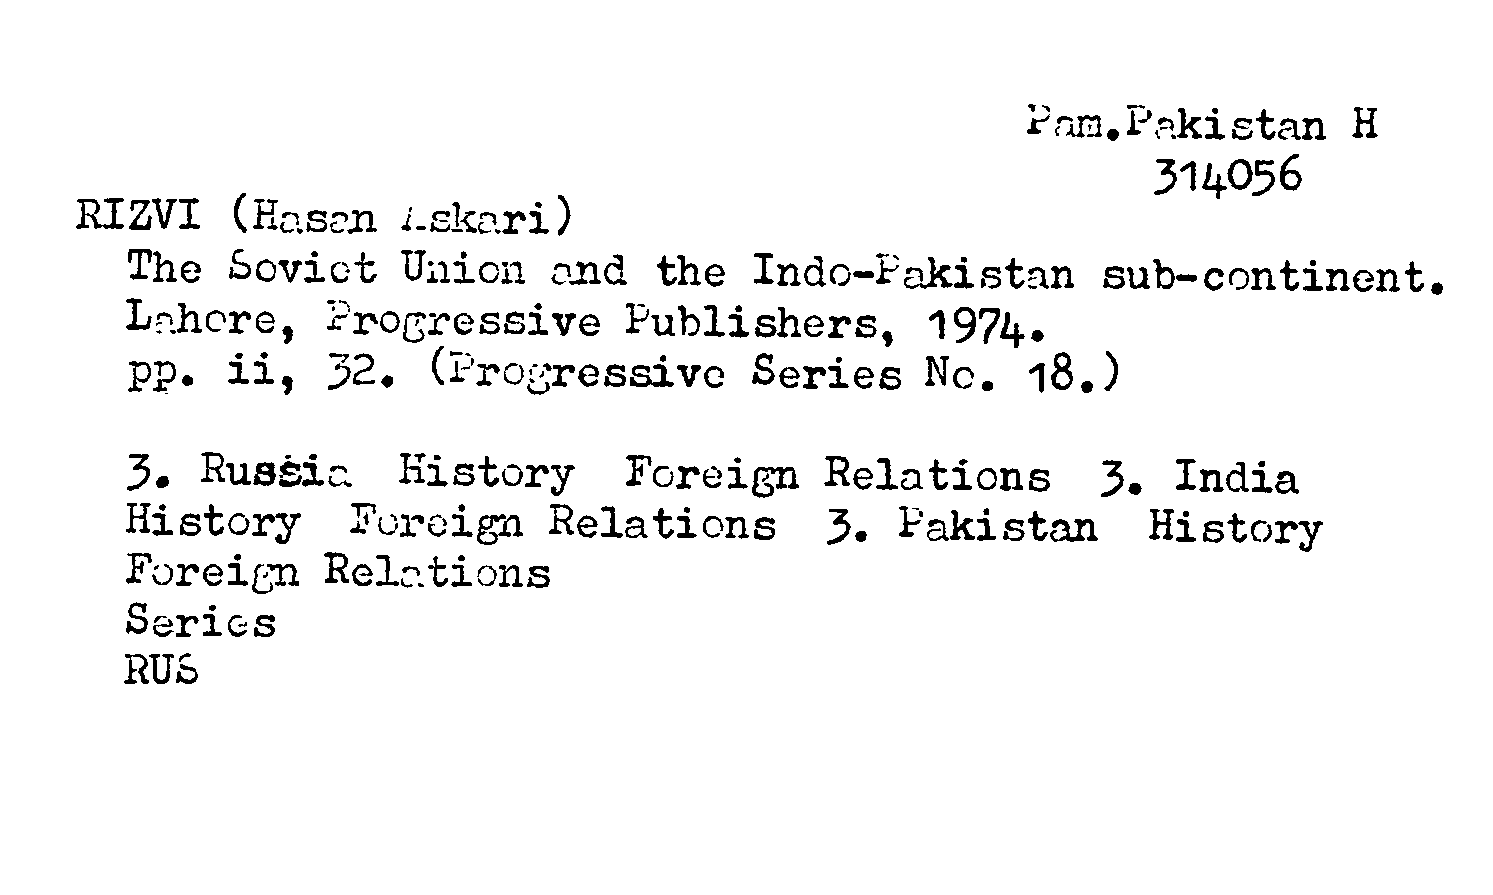 Pam.Pakistan H
314056
RIZVI (Hasan Askari)
The Soviet Union and the Indo-Pakistan sub-continent.
Lahore, Progressive Publishers, 1974.
pp. ii, 32. (Progressive Series No. 18.)
3. Russia History Foreign Relations 3. India
History Foreign Relations 3. Pakistan History
Foreign Relations
Series
RUS